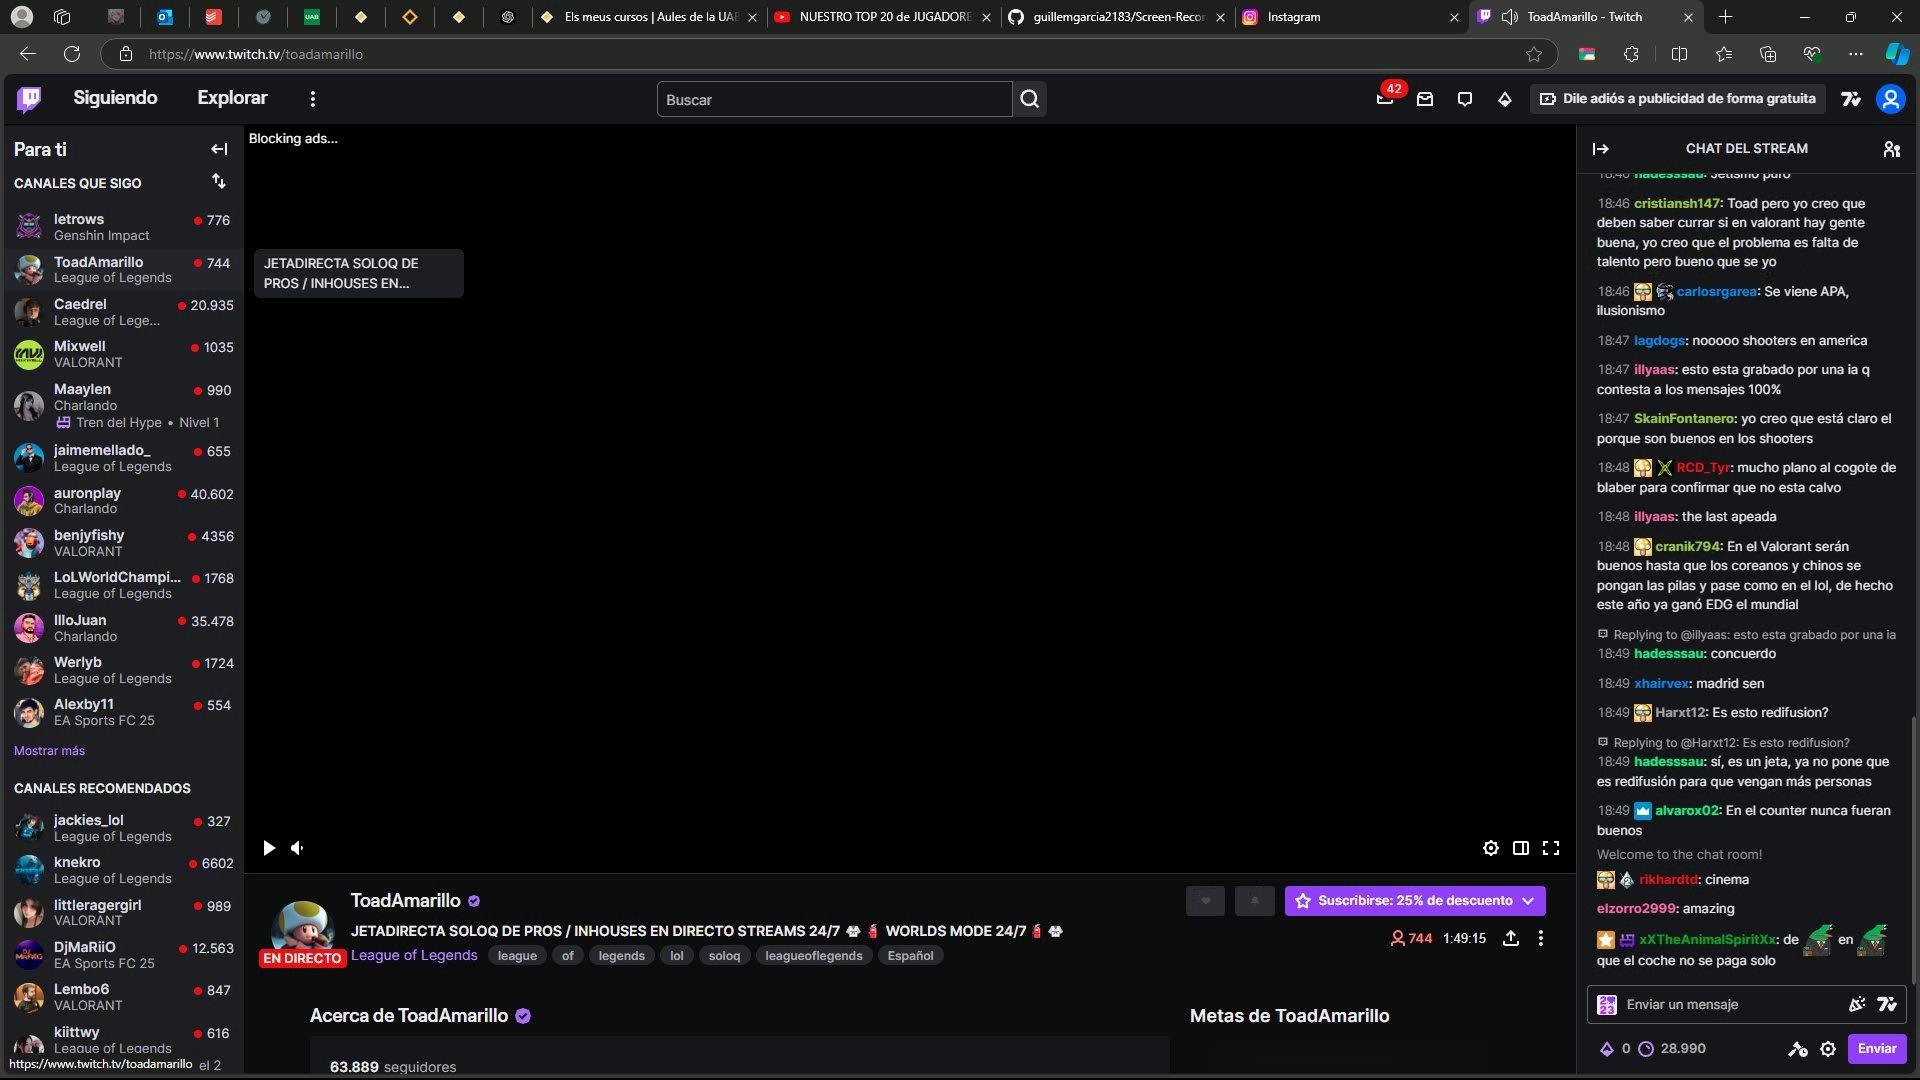 UAB
Els meus cursos | Aules de la UAB
NUESTRO TOP 20 de JUGADORE
guillemgarcia2183/Screen-Recor
Instagram
ToadAmarillo - Twitch
https://www.twitch.tv/toadamarillo
Siguiendo
Explorar
Buscar
42
Dile adiós a publicidad de forma gratuita
Para ti
CANALES QUE SIGO
letrows
776
Genshin Impact
ToadAmarillo
744
League of Legends
Caedrel
20.935
League of Lege...
Mixwell
1035
VALORANT
Maaylen
990
Charlando
Tren del Hype • Nivel 1
jaimemellado_
655
League of Legends
auronplay
40.602
Charlando
benjyfishy
4356
VALORANT
LoLWorldChampi...
1768
League of Legends
IlloJuan
35.478
Charlando
Werlyb
1724
League of Legends
Alexby11
554
EA Sports FC 25
Mostrar más
CANALES RECOMENDADOS
jackies_lol
327
League of Legends
knekro
6602
League of Legends
littleragergirl
989
VALORANT
DjMaRiiO
12.563
EA Sports FC 25
Lembo6
847
VALORANT
kiittwy
616
League of Legends
https://www.twitch.tv/toadamarillo el 2
Blocking ads...
JETADIRECTA SOLOQ DE
PROS / INHOUSES EN...
ToadAmarillo
JETADIRECTA SOLOQ DE PROS / INHOUSES EN DIRECTO STREAMS 24/7 WORLDS MODE 24/7
EN DIRECTO
League of Legends league of legends lol soloq leagueoflegends Español
Suscribirse: 25% de descuento
744 1:49:15
Acerca de ToadAmarillo
63.889 seguidores
Metas de ToadAmarillo
CHAT DEL STREAM
18:46 hadesssau: Jetismo puro
18:46 cristiansh147: Toad pero yo creo que
deben saber currar si en valorant hay gente
buena, yo creo que el problema es falta de
talento pero bueno que se yo
18:46 carlosrgarea: Se viene APA,
ilusionismo
18:47 lagdogs: nooooo shooters en america
18:47 illyaas: esto esta grabado por una ia q
contesta a los mensajes 100%
18:47 SkainFontanero: yo creo que está claro el
porque son buenos en los shooters
18:48 RCD_Tyr: mucho plano al cogote de
blaber para confirmar que no esta calvo
18:48 illyaas: the last apeada
18:48 cranik794: En el Valorant serán
buenos hasta que los coreanos y chinos se
pongan las pilas y pase como en el lol, de hecho
este año ya ganó EDG el mundial
Replying to @illyaas: esto esta grabado por una ia
18:49 hadesssau: concuerdo
18:49 xhairvex: madrid sen
18:49 Harxt12: Es esto redifusion?
Replying to @Harxt12: Es esto redifusion?
18:49 hadesssau: sí, es un jeta, ya no pone que
es redifusión para que vengan más personas
18:49 alvarox02: En el counter nunca fueran
buenos
Welcome to the chat room!
rikhardtd: cinema
elzorro2999: amazing
xXTheAnimalSpiritXx: de en
que el coche no se paga solo
Enviar un mensaje
0 28.990
Enviar